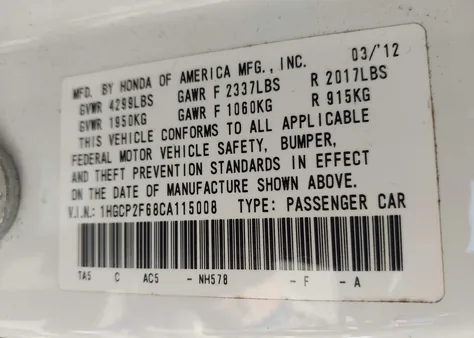 MFD. BY HONDA OF AMERICA MFG., INC. 03/'12
GVWR 4299LBS GAWR F 2337LBS R 2017LBS
GVWR 1950KG GAWR F 1060KG R 915KG
THIS VEHICLE CONFORMS TO ALL APPLICABLE
FEDERAL MOTOR VEHICLE SAFETY, BUMPER,
AND THEFT PREVENTION STANDARDS IN EFFECT
ON THE DATE OF MANUFACTURE SHOWN ABOVE.
V.I.N.: 1HGCP2F68CA115008 TYPE: PASSENGER CAR
TA5 C AC5 - NH578 - F - A